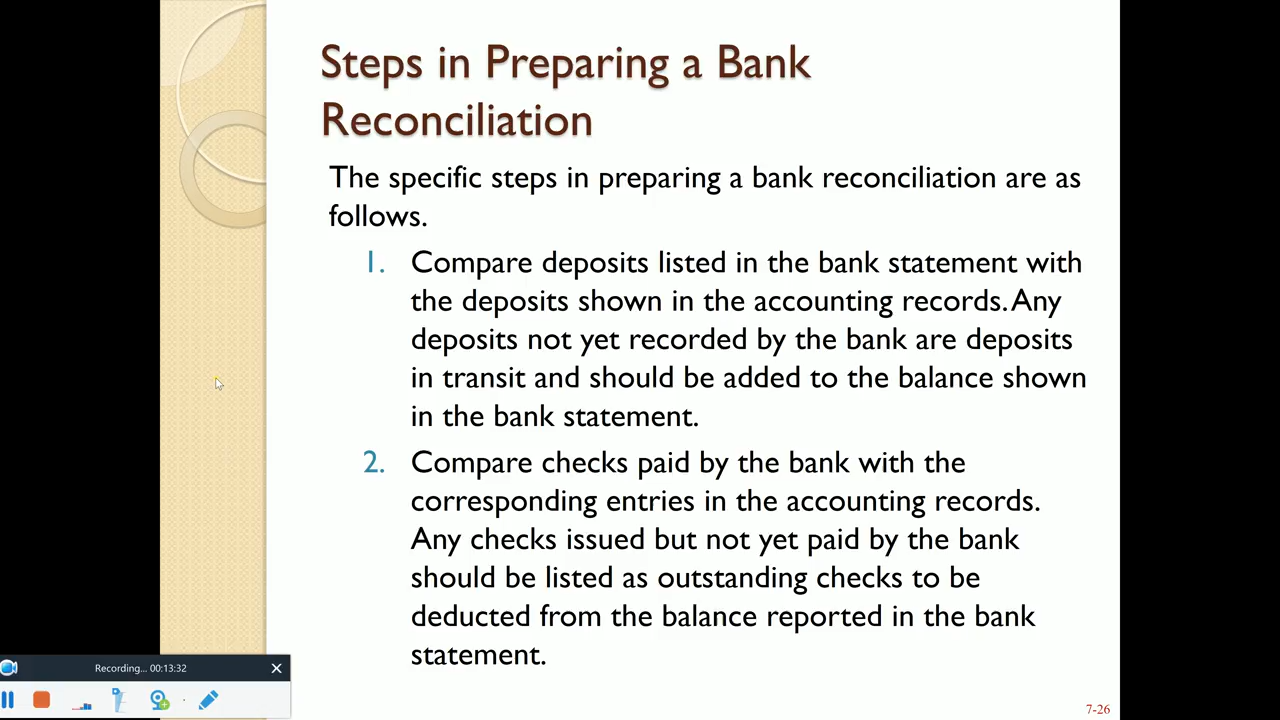 Steps in Preparing a Bank
Reconciliation
The specific steps in preparing a bank reconciliation are as
follows.
1. Compare deposits listed in the bank statement with
the deposits shown in the accounting records. Any
deposits not yet recorded by the bank are deposits
in transit and should be added to the balance shown
in the bank statement.
2. Compare checks paid by the bank with the
corresponding entries in the accounting records.
Any checks issued but not yet paid by the bank
should be listed as outstanding checks to be
deducted from the balance reported in the bank
statement.
Recording... 00:13:32
7-26